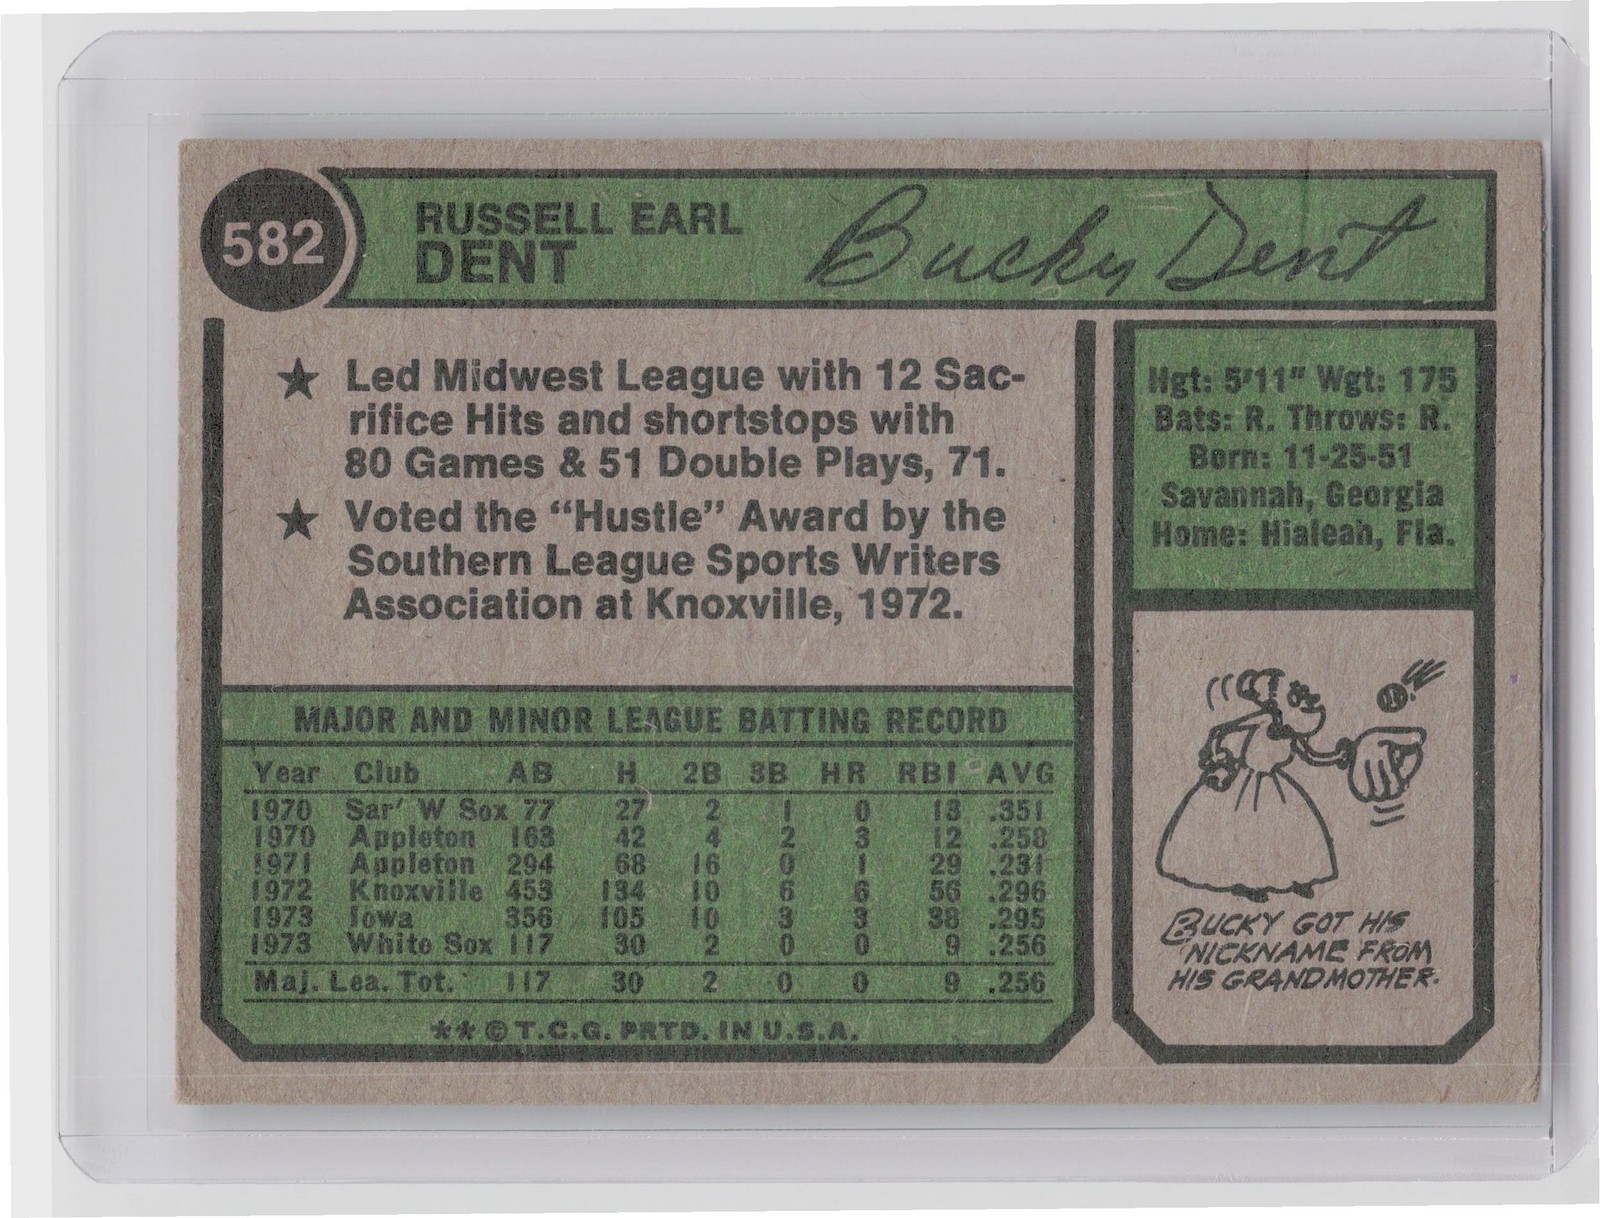 582
RUSSELL EARL
DENT
Bucky Dent
★ Led Midwest League with 12 Sac-
rifice Hits and shortstops with
80 Games & 51 Double Plays, 71.
★ Voted the "Hustle" Award by the
Southern League Sports Writers
Association at Knoxville, 1972.
Hgt: 5'11" Wgt: 175
Bats: R. Throws: R.
Born: 11-25-51
Savannah, Georgia
Home: Hialeah, Fla.
MAJOR AND MINOR LEAGUE BATTING RECORD
Year Club AB H 2B 3B HR RBI AVG
1970 Sar' W Sox 77 27 2 1 0 13 .351
1970 Appleton 163 42 4 2 3 12 .258
1971 Appleton 294 68 16 0 1 29 .231
1972 Knoxville 453 134 10 6 6 56 .296
1973 Iowa 356 105 10 3 3 38 .295
1973 White Sox 117 30 2 0 0 9 .256
Maj. Lea. Tot. 117 30 2 0 0 9 .256
** © T.C.G. PRTD. IN U.S.A.
BUCKY GOT HIS
NICKNAME FROM
HIS GRANDMOTHER.